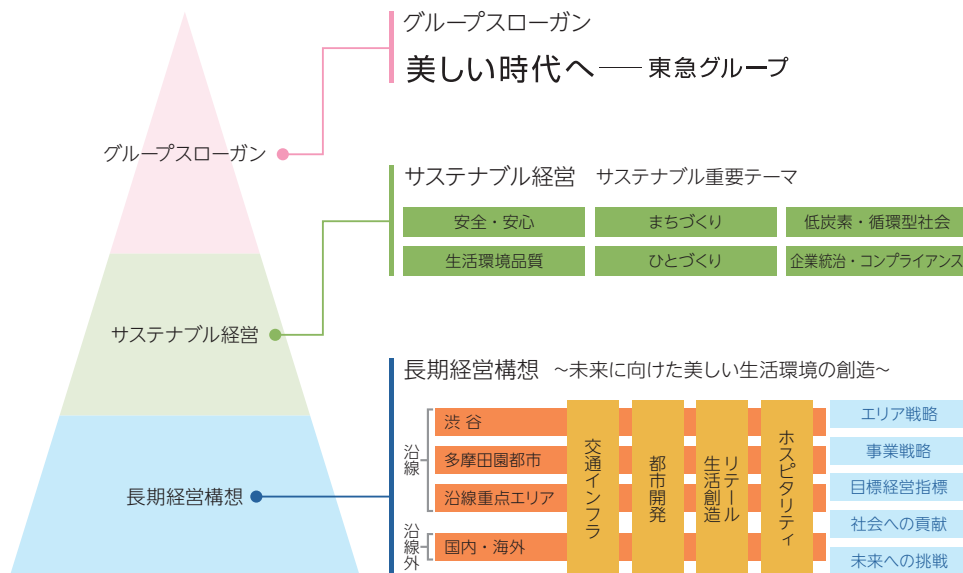 グループスローガン
美しい時代へ――東急グループ
グループスローガン
サステナブル経営 サステナブル重要テーマ
安全・安心 まちづくり 低炭素・循環型社会
生活環境品質 ひとづくり 企業統治・コンプライアンス
サステナブル経営
長期経営構想 ~未来に向けた美しい生活環境の創造~
長期経営構想
沿線
渋谷
多摩田園都市
沿線重点エリア
沿線外
国内・海外
交通インフラ
都市開発
リテール
生活創造
ホスピタリティ
エリア戦略
事業戦略
目標経営指標
社会への貢献
未来への挑戦